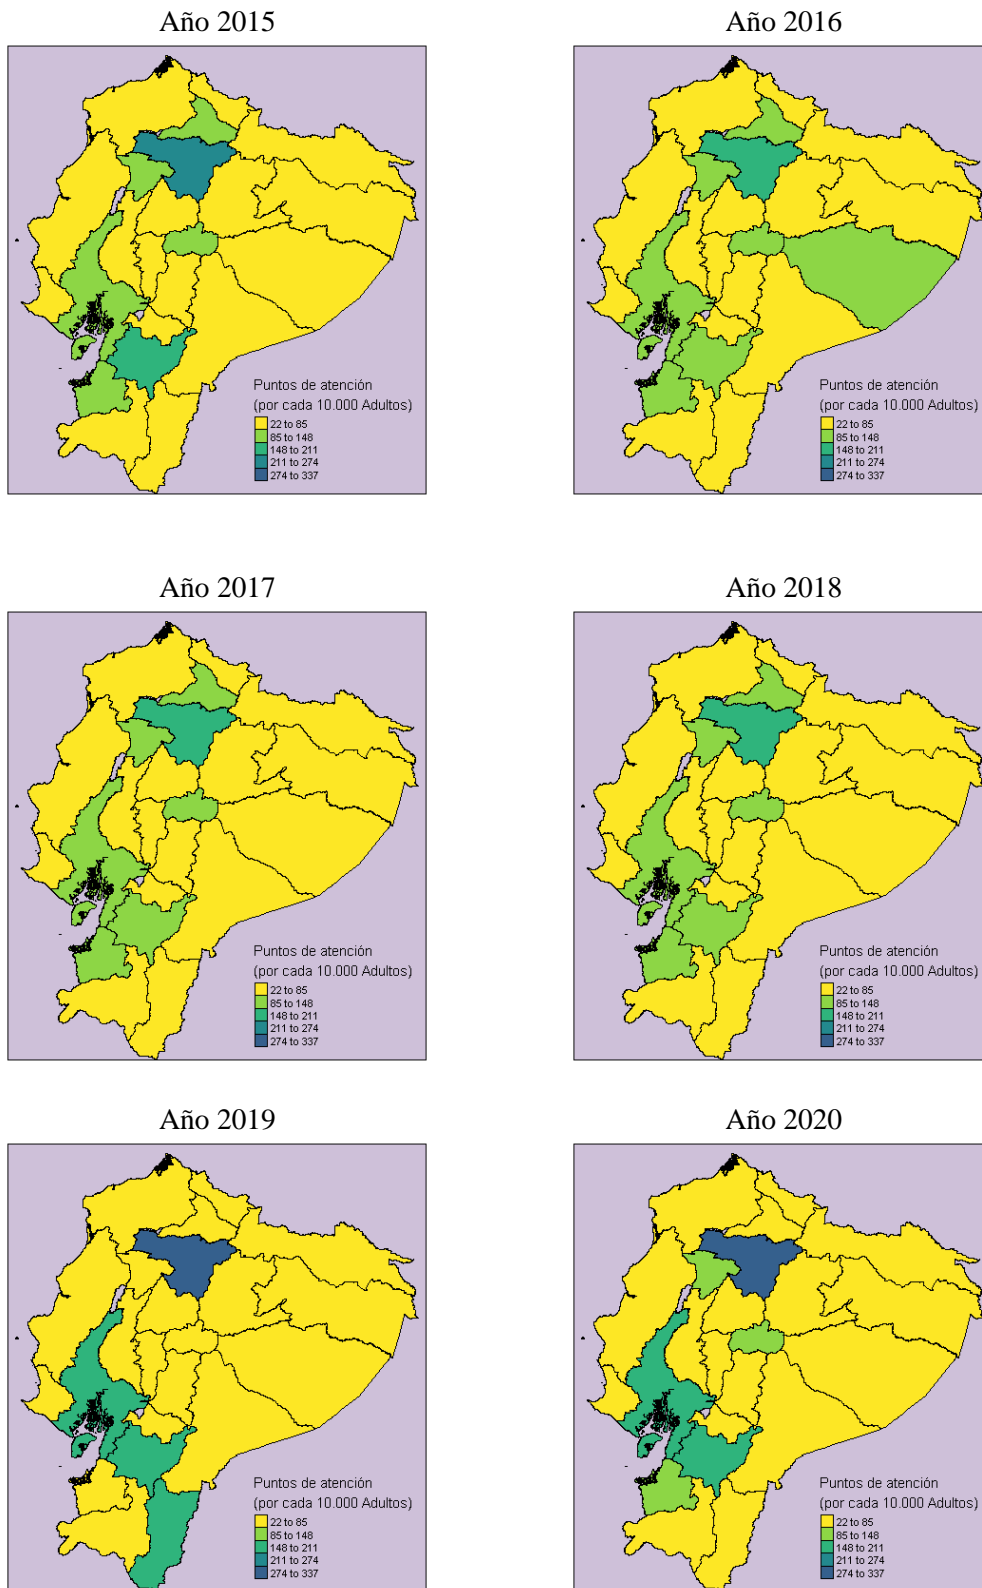 Año 2015
Año 2016
Puntos de atención
(por cada 10.000 Adultos)
22 to 85
85 to 148
148 to 211
211 to 274
274 to 337
Puntos de atención
(por cada 10.000 Adultos)
22 to 85
85 to 148
148 to 211
211 to 274
274 to 337
Año 2017
Año 2018
Puntos de atención
(por cada 10.000 Adultos)
22 to 85
85 to 148
148 to 211
211 to 274
274 to 337
Puntos de atención
(por cada 10.000 Adultos)
22 to 85
85 to 148
148 to 211
211 to 274
274 to 337
Año 2019
Año 2020
Puntos de atención
(por cada 10.000 Adultos)
22 to 85
85 to 148
148 to 211
211 to 274
274 to 337
Puntos de atención
(por cada 10.000 Adultos)
22 to 85
85 to 148
148 to 211
211 to 274
274 to 337